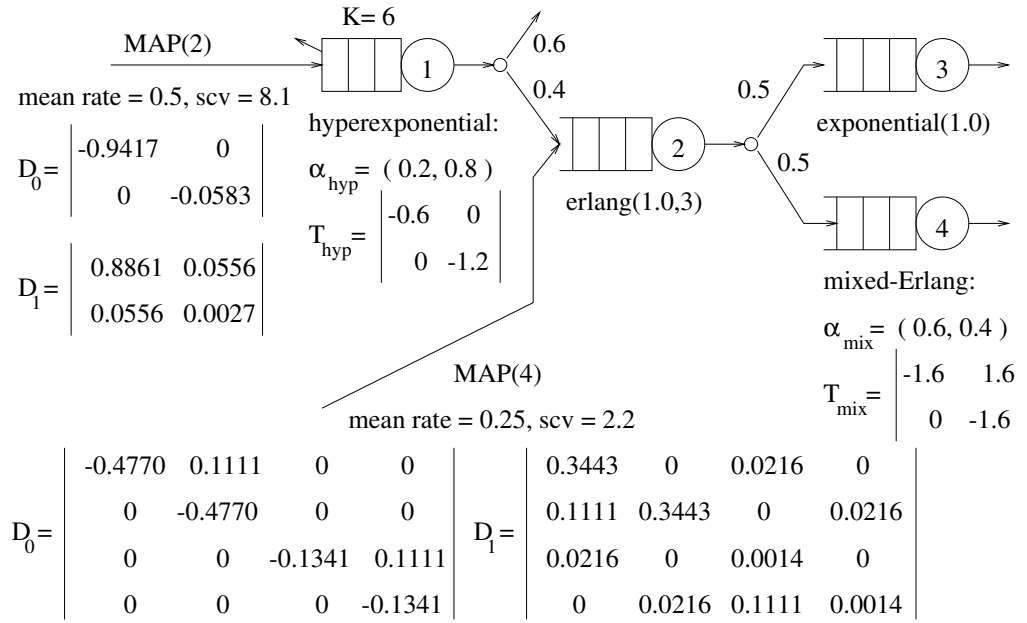 K= 6
MAP(2)
1
0.6
0.4
3
mean rate = 0.5, scv = 8.1
hyperexponential:
0.5
exponential(1.0)
D0 = -0.9417 0
0 -0.0583
αhyp = ( 0.2, 0.8 )
2
0.5
erlang(1.0,3)
Thyp = -0.6 0
0 -1.2
4
D1 = 0.8861 0.0556
0.0556 0.0027
mixed-Erlang:
αmix = ( 0.6, 0.4 )
MAP(4)
Tmix = -1.6 1.6
0 -1.6
mean rate = 0.25, scv = 2.2
D0 = -0.4770 0.1111 0 0
0 -0.4770 0 0
0 0 -0.1341 0.1111
0 0 0 -0.1341
D1 = 0.3443 0 0.0216 0
0.1111 0.3443 0 0.0216
0.0216 0 0.0014 0
0 0.0216 0.1111 0.0014